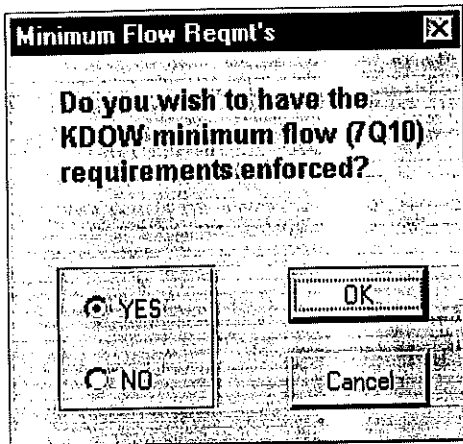 Minimum Flow Reqmt's
Do you wish to have the
KDOW minimum flow (7Q10)
requirements enforced?
YES
OK
NO
Cancel